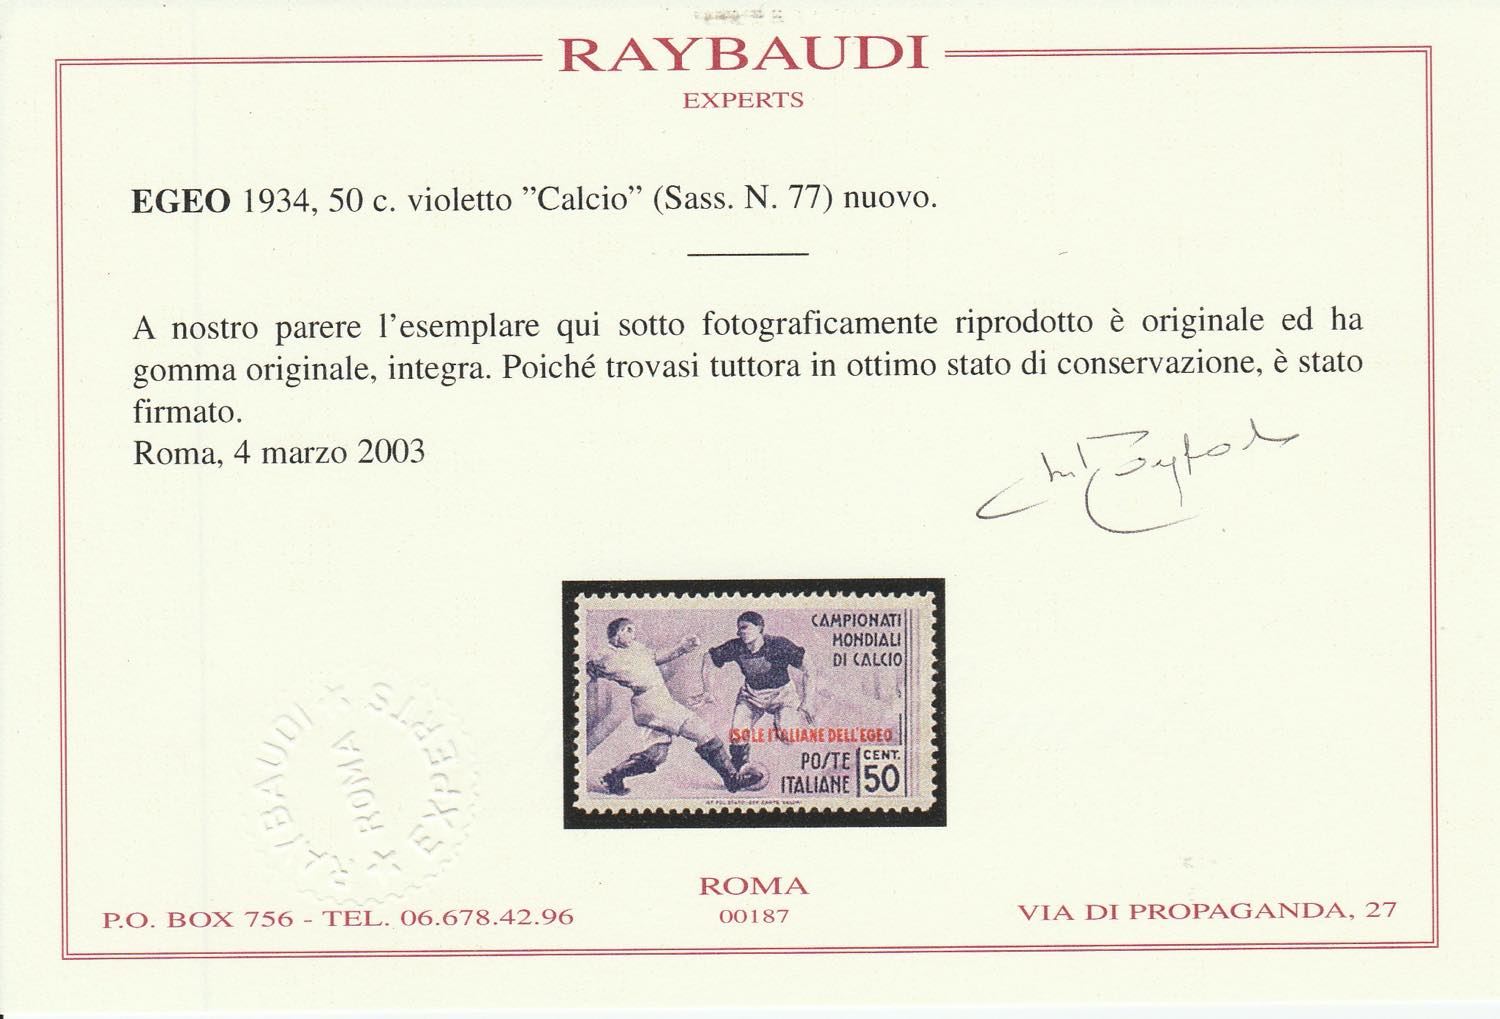 RAYBAUDI
EXPERTS
EGEO 1934, 50 c. violetto ”Calcio” (Sass. N. 77) nuovo.
A nostro parere l’esemplare qui sotto fotograficamente riprodotto è originale ed ha
gomma originale, integra. Poiché trovasi tuttora in ottimo stato di conservazione, è stato
firmato.
Roma, 4 marzo 2003
CAMPIONATI
MONDIALI
DI CALCIO
ISOLE ITALIANE DELL'EGEO
POSTE
ITALIANE
CENT.
50
RAYBAUDI EXPERTS
ROMA
ROMA
00187
P.O. BOX 756 - TEL. 06.678.42.96
VIA DI PROPAGANDA, 27